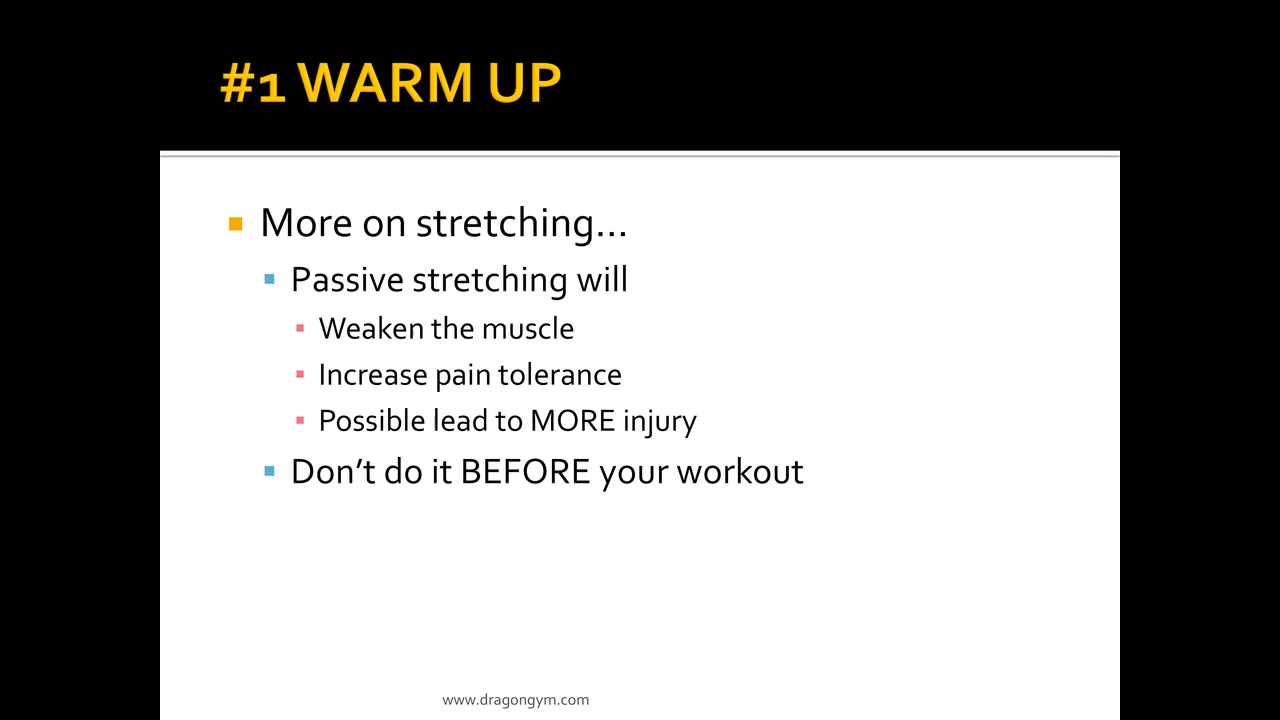 #1 WARM UP
More on stretching…
Passive stretching will
Weaken the muscle
Increase pain tolerance
Possible lead to MORE injury
Don’t do it BEFORE your workout
www.dragongym.com